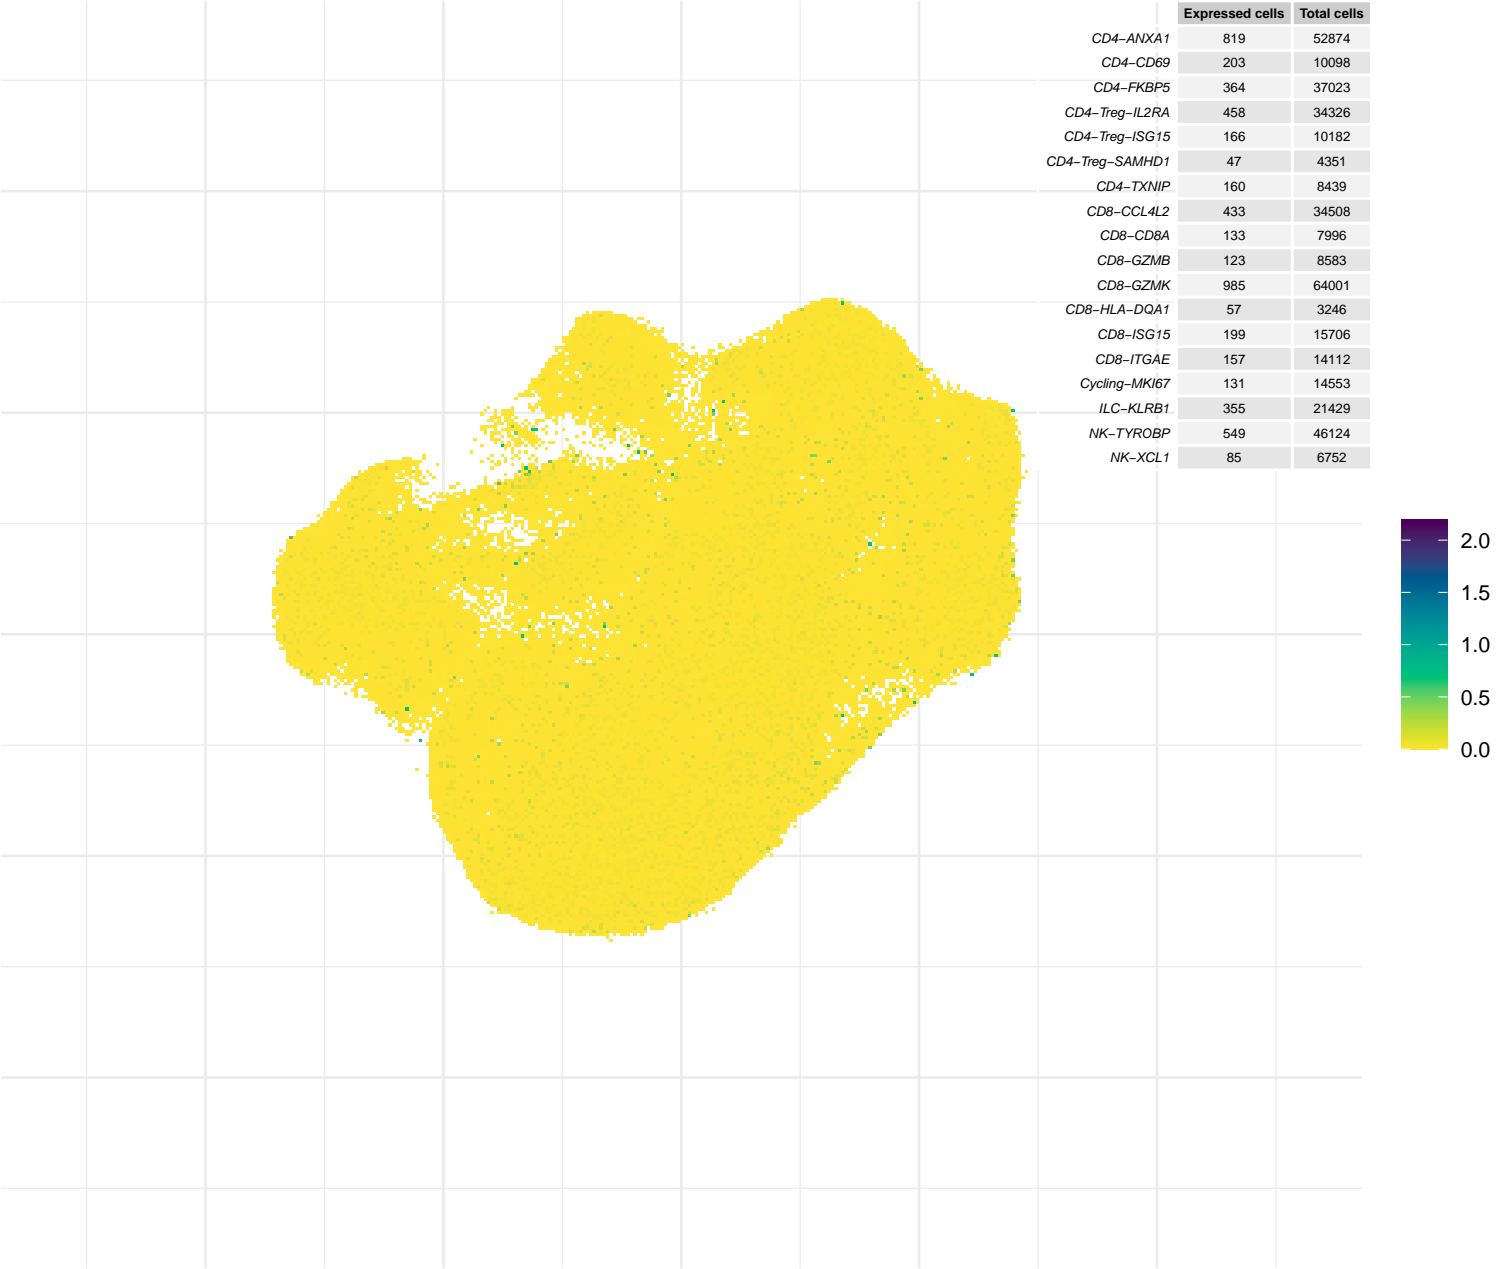 Expressed cells Total cells
CD4−ANXA1 819 52874
CD4−CD69 203 10098
CD4−FKBP5 364 37023
CD4−Treg−IL2RA 458 34326
CD4−Treg−ISG15 166 10182
CD4−Treg−SAMHD1 47 4351
CD4−TXNIP 160 8439
CD8−CCL4L2 433 34508
CD8−CD8A 133 7996
CD8−GZMB 123 8583
CD8−GZMK 985 64001
CD8−HLA−DQA1 57 3246
CD8−ISG15 199 15706
CD8−ITGAE 157 14112
Cycling−MKI67 131 14553
ILC−KLRB1 355 21429
NK−TYROBP 549 46124
NK−XCL1 85 6752
2.0
1.5
1.0
0.5
0.0